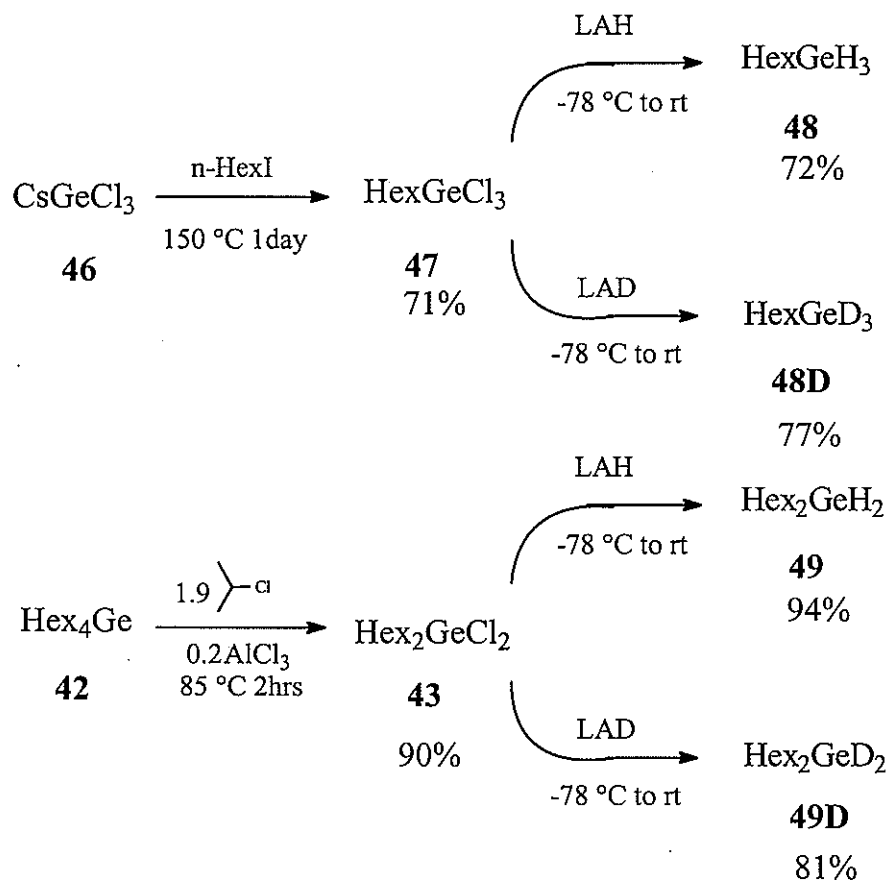 LAH
-78 °C to rt
HexGeH₃
48
72%
CsGeCl₃
46
n-HexI
150 °C 1day
HexGeCl₃
47
71%
LAD
-78 °C to rt
HexGeD₃
48D
77%
LAH
-78 °C to rt
Hex₂GeH₂
49
94%
Hex₄Ge
42
1.9 Cl
0.2AlCl₃
85 °C 2hrs
Hex₂GeCl₂
43
90%
LAD
-78 °C to rt
Hex₂GeD₂
49D
81%